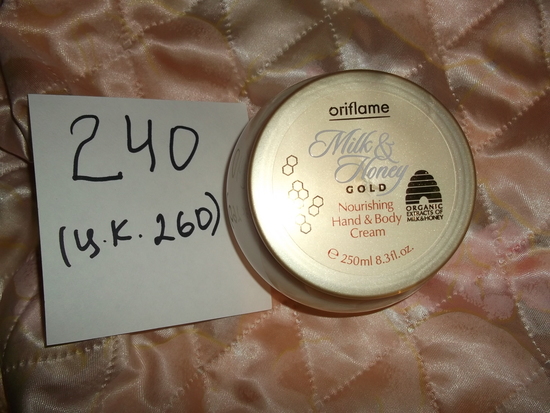 240
(ц.к. 260)
oriflame
Milk &
Honey
GOLD
Nourishing
Hand & Body
Cream
ORGANIC
EXTRACTS OF
MILK & HONEY
e 250ml 8.3fl.oz.